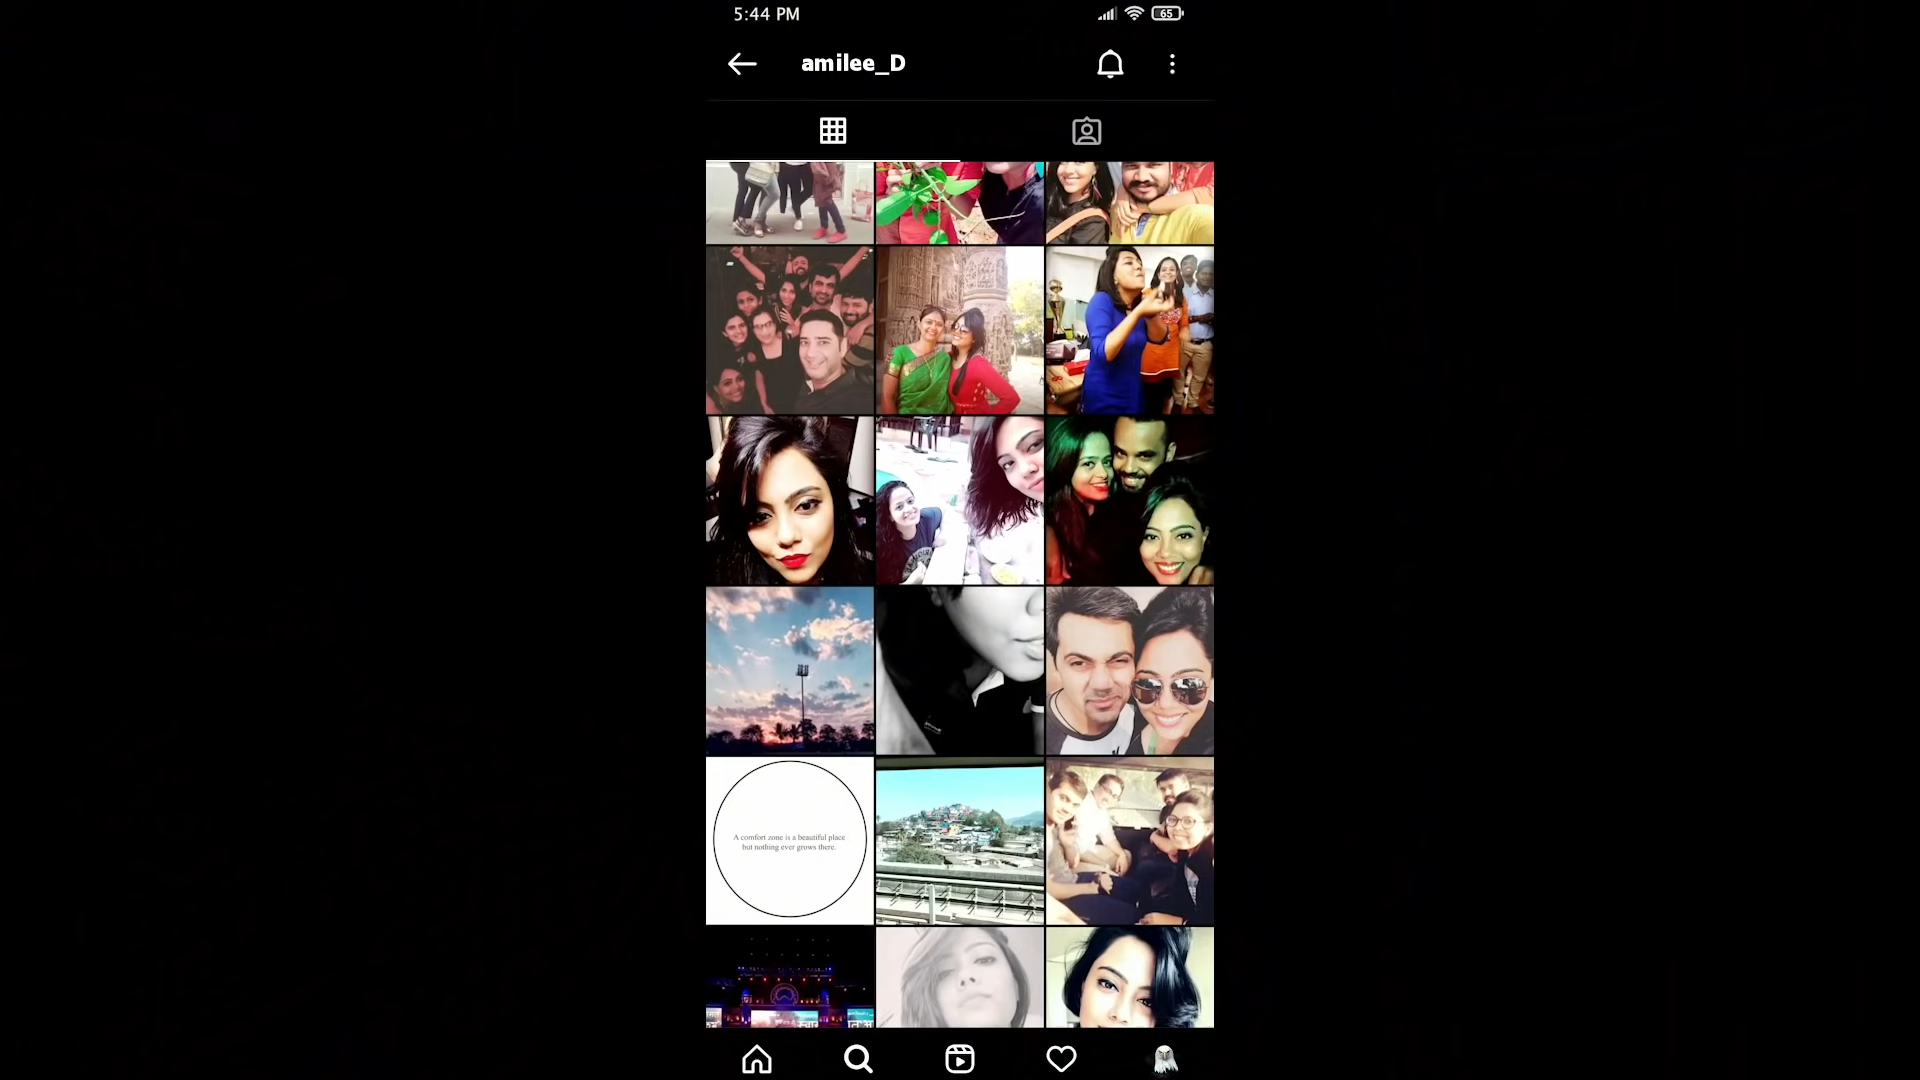 5:44 PM
65
amilee_D
A comfort zone is a beautiful place
but nothing ever grows there.